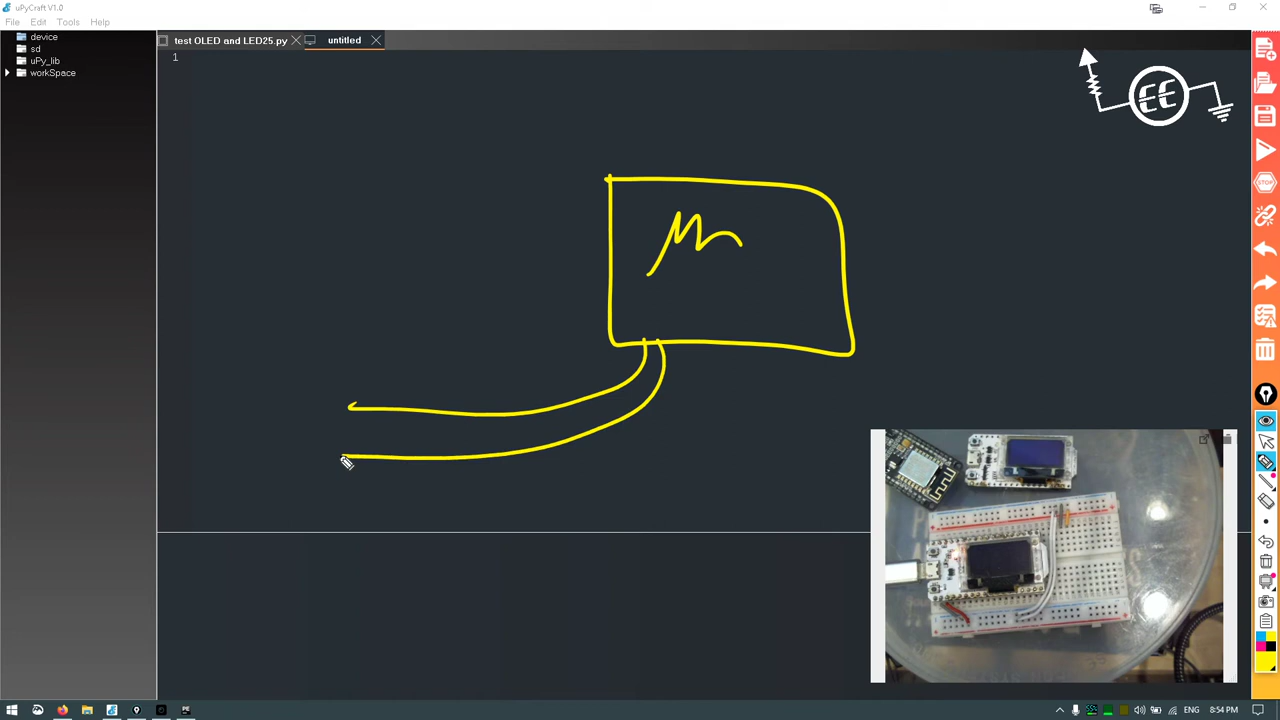 uPyCraft V1.0
File Edit Tools Help
device
sd
uPy_lib
workSpace
test OLED and LED25.py
untitled
1
EE
STOP
ENG
8:54 PM